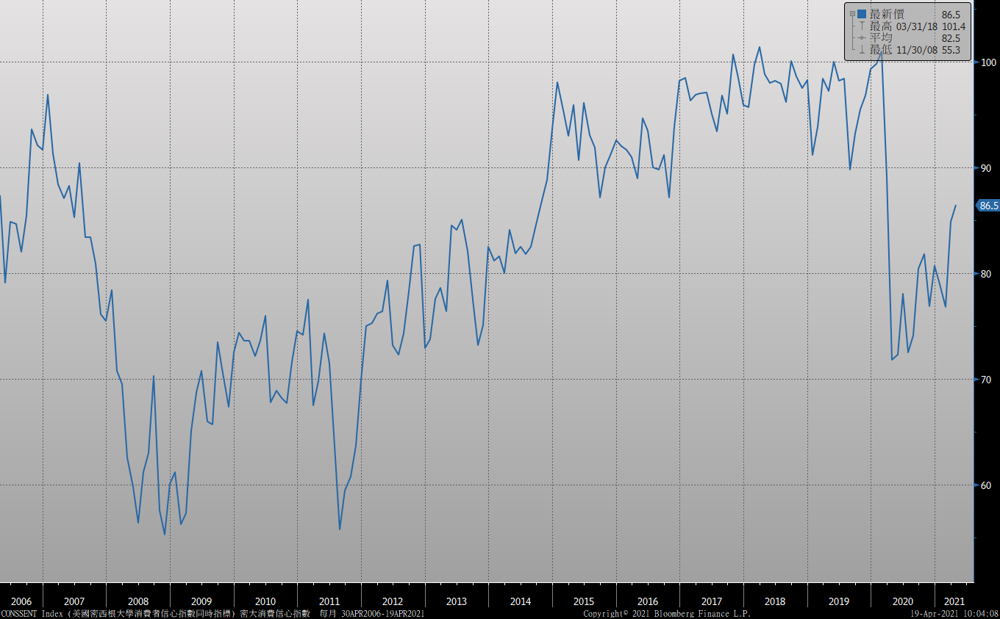 最新價 86.5
最高 03/31/18 101.4
平均 82.5
最低 11/30/08 55.3
100
90
86.5
80
70
60
2006 2007 2008 2009 2010 2011 2012 2013 2014 2015 2016 2017 2018 2019 2020 2021
CONSSENT Index (美國密西根大學消費者信心指數同時指標) 密大消費信心指數 每月 30APR2006-19APR2021 Copyright© 2021 Bloomberg Finance L.P. 19-Apr-2021 10:04:08